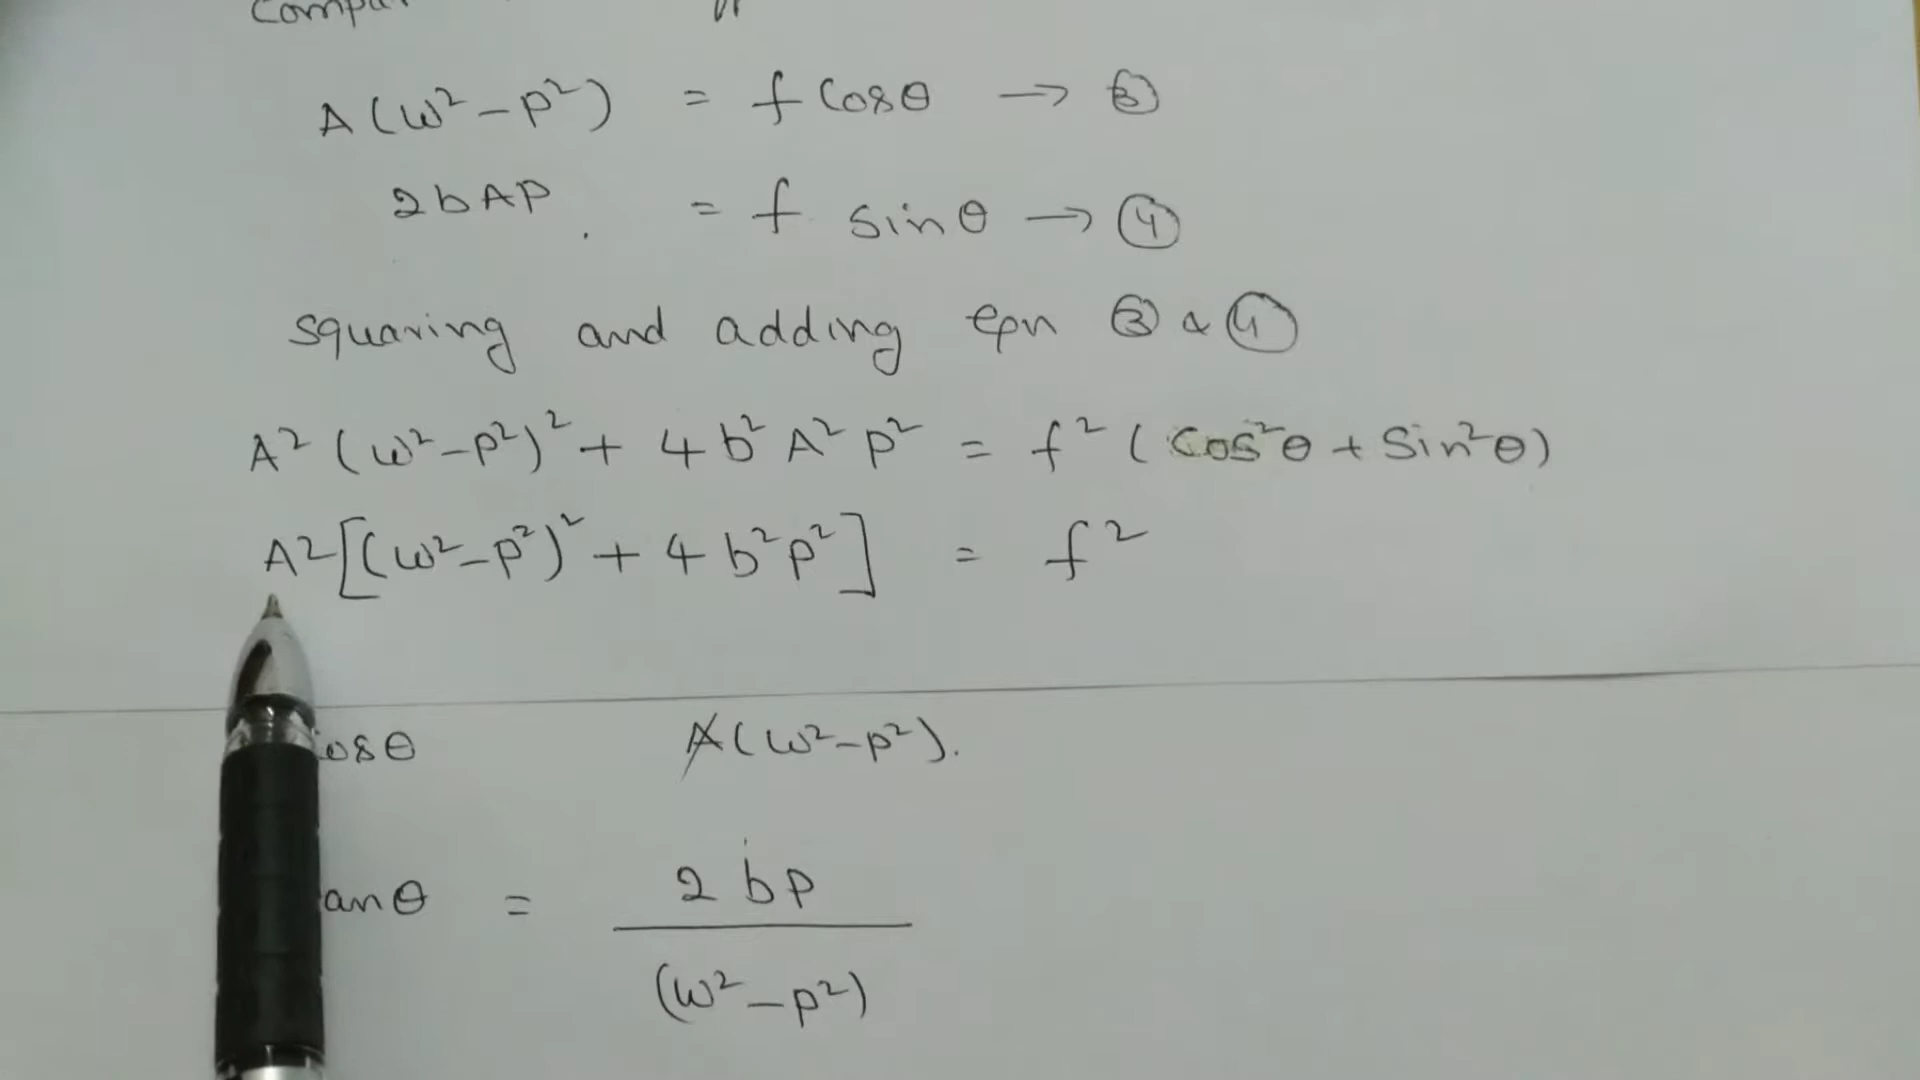 A(ω²-p²) = f Cosθ → ③
2bAP = f Sinθ → ④
squaring and adding eqn ③ & ④
A²(ω²-p²)² + 4b²A²p² = f²(Cos²θ + Sin²θ)
A²[(ω²-p²)² + 4b²p²] = f²
osθ A(ω²-p²).
anθ = 2bp
(ω²-p²)